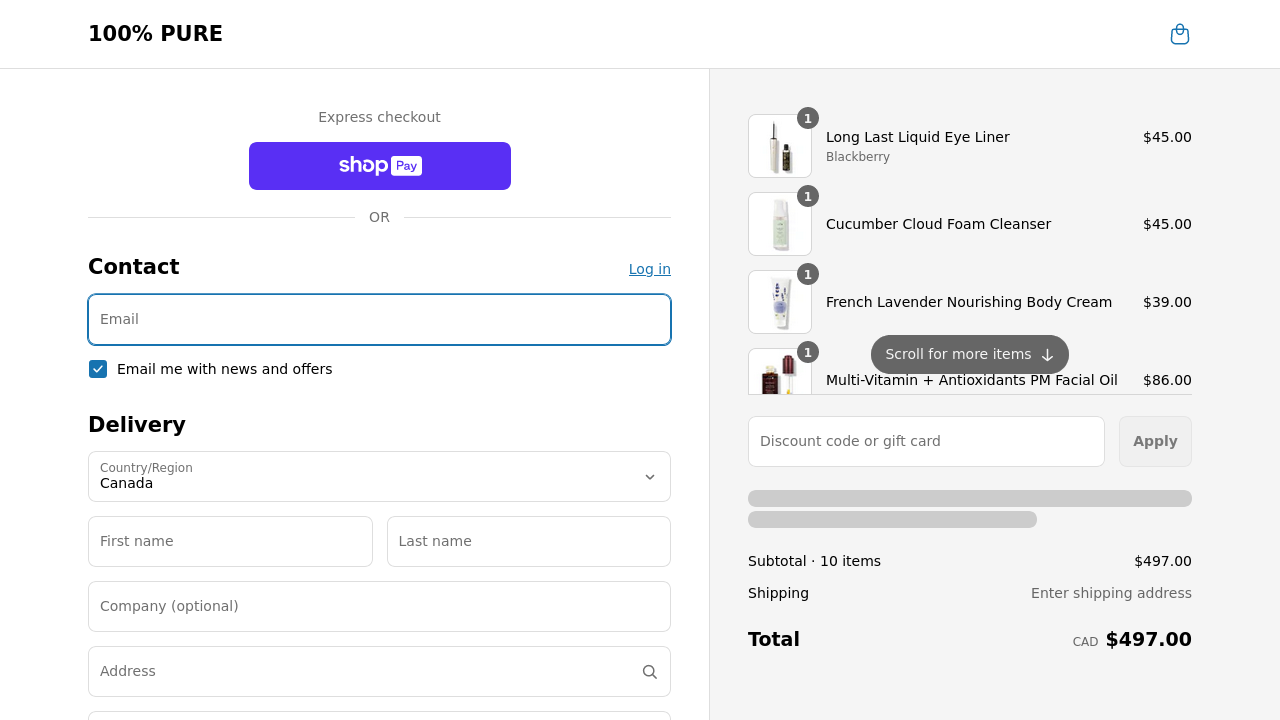 100% PURE
Express checkout
shop Pay
OR
Contact
Log in
Email
Email me with news and offers
Delivery
Country/Region
Canada
First name
Last name
Company (optional)
Address
1
Long Last Liquid Eye Liner
$45.00
Blackberry
1
Cucumber Cloud Foam Cleanser
$45.00
1
French Lavender Nourishing Body Cream
$39.00
Scroll for more items
1
Multi-Vitamin + Antioxidants PM Facial Oil
$86.00
Discount code or gift card
Apply
Subtotal · 10 items
$497.00
Shipping
Enter shipping address
Total
CAD $497.00